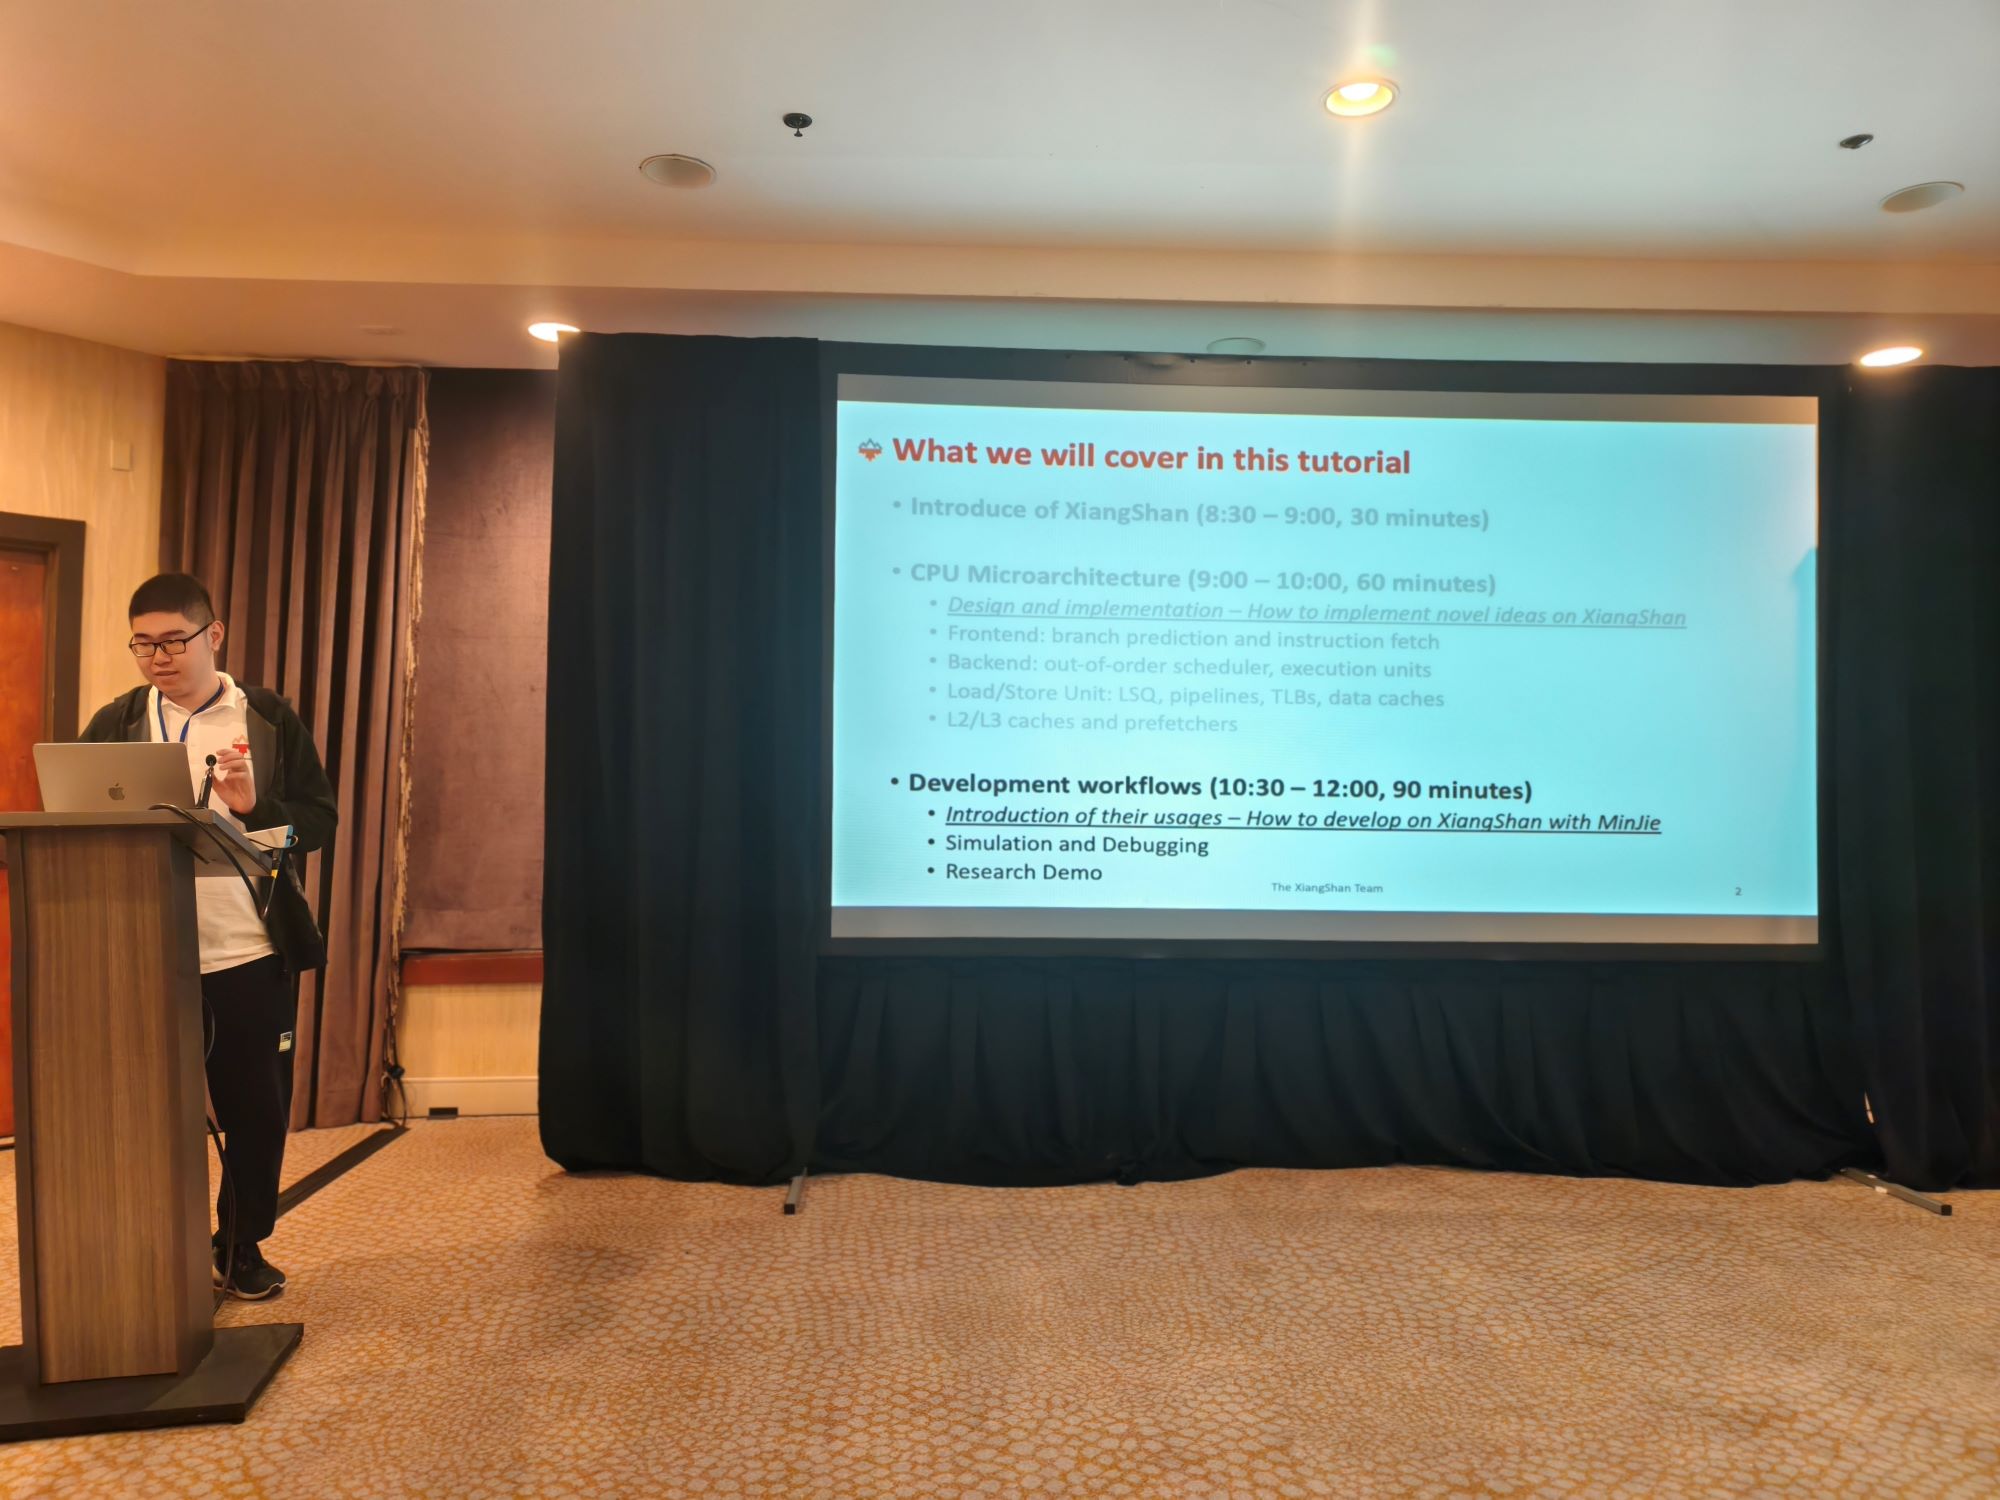 What we will cover in this tutorial
• Introduce of XiangShan (8:30 – 9:00, 30 minutes)
• CPU Microarchitecture (9:00 – 10:00, 60 minutes)
• Design and implementation – How to implement novel ideas on XiangShan
• Frontend: branch prediction and instruction fetch
• Backend: out-of-order scheduler, execution units
• Load/Store Unit: LSQ, pipelines, TLBs, data caches
• L2/L3 caches and prefetchers
• Development workflows (10:30 – 12:00, 90 minutes)
• Introduction of their usages – How to develop on XiangShan with MinJie
• Simulation and Debugging
• Research Demo
The XiangShan Team
2